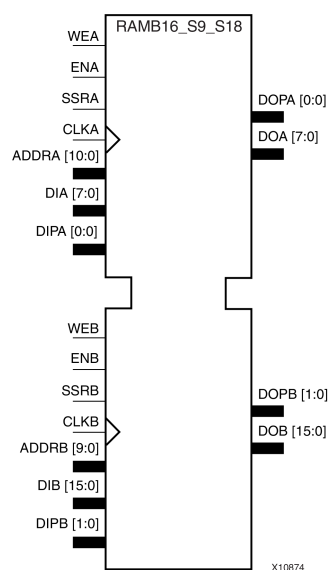 RAMB16_S9_S18
WEA
ENA
SSRA
CLKA
ADDRA [10:0]
DIA [7:0]
DIPA [0:0]
DOPA [0:0]
DOA [7:0]
WEB
ENB
SSRB
CLKB
ADDRB [9:0]
DIB [15:0]
DIPB [1:0]
DOPB [1:0]
DOB [15:0]
X10874